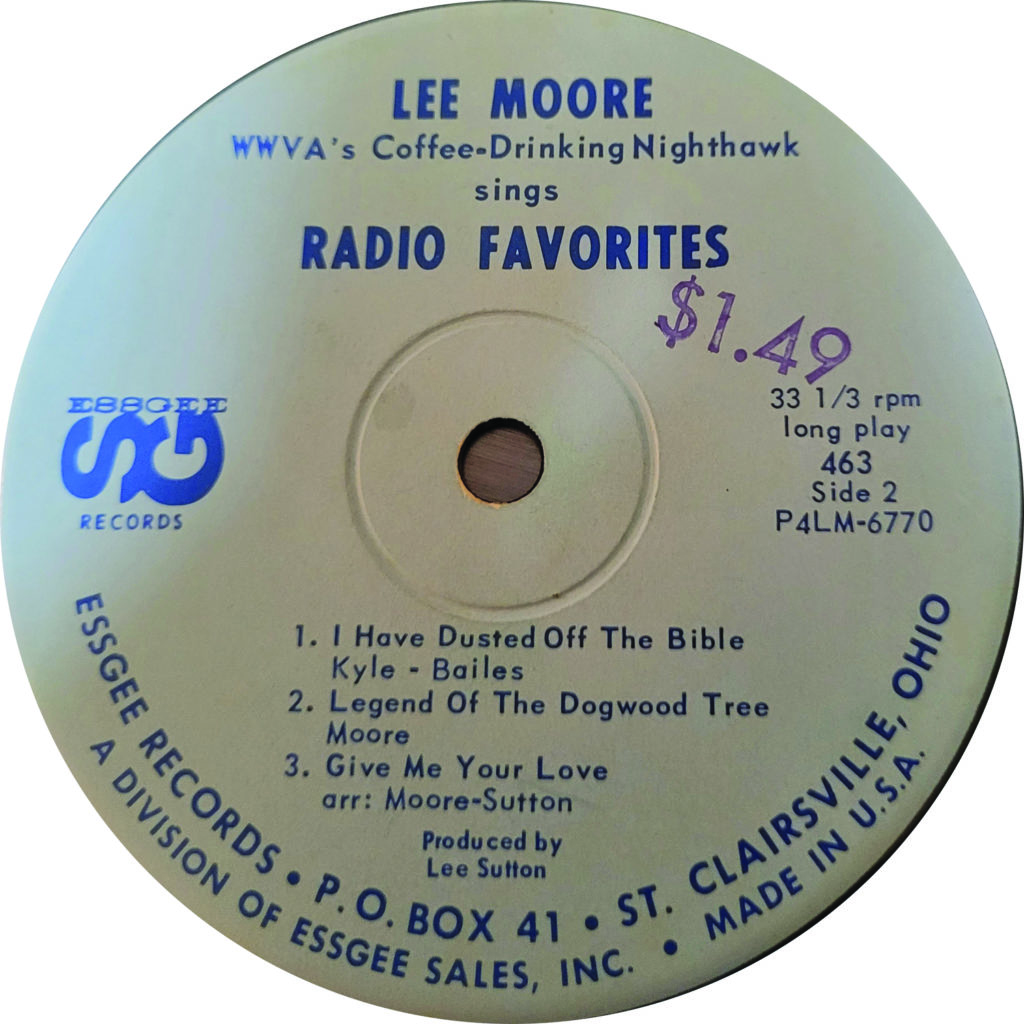 LEE MOORE
WWVA's Coffee-Drinking Nighthawk
sings
RADIO FAVORITES
$1.49
ESSGEE
SG
RECORDS
33 1/3 rpm
long play
463
Side 2
P4LM-6770
1. I Have Dusted Off The Bible
Kyle - Bailes
2. Legend Of The Dogwood Tree
Moore
3. Give Me Your Love
arr: Moore-Sutton
Produced by
Lee Sutton
ESSGEE RECORDS • P.O. BOX 41 • ST. CLAIRSVILLE, OHIO
A DIVISION OF ESSGEE SALES, INC. • MADE IN U.S.A.